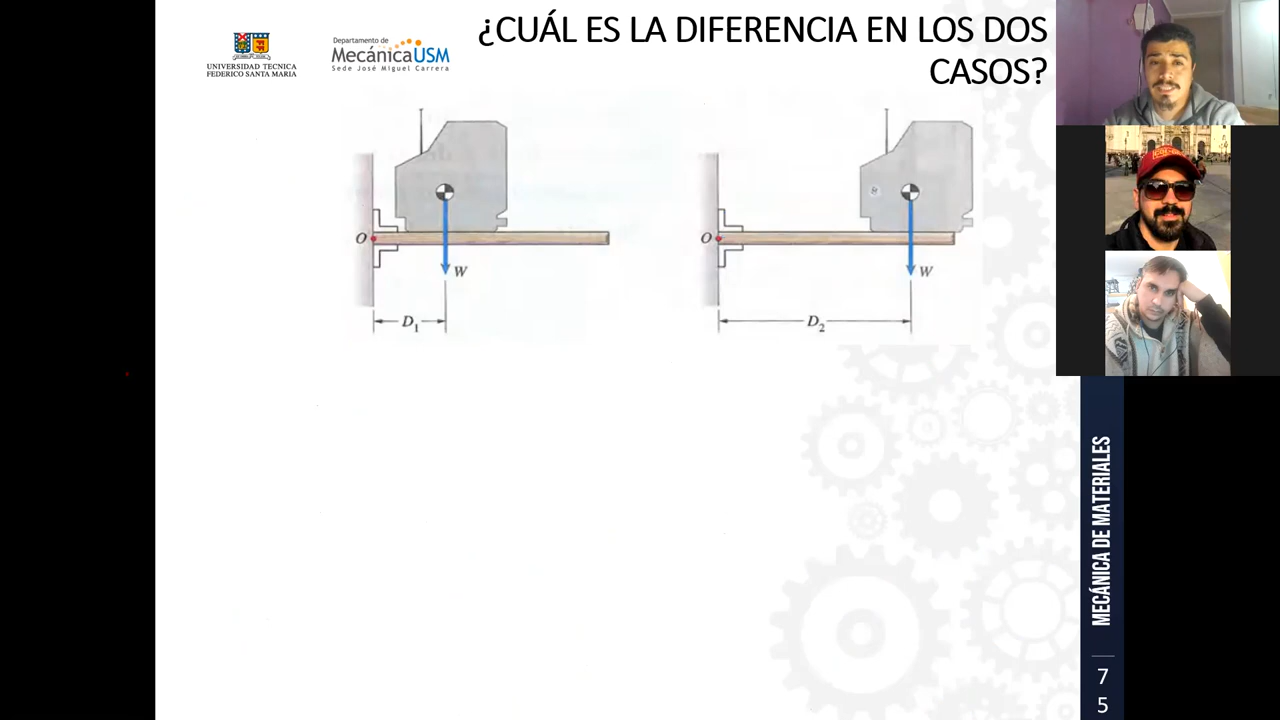 ¿CUÁL ES LA DIFERENCIA EN LOS DOS
CASOS?
UNIVERSIDAD TECNICA
FEDERICO SANTA MARIA
Departamento de
MecánicaUSM
Sede José Miguel Carrera
O
W
D1
O
W
D2
MECÁNICA DE MATERIALES
7
5